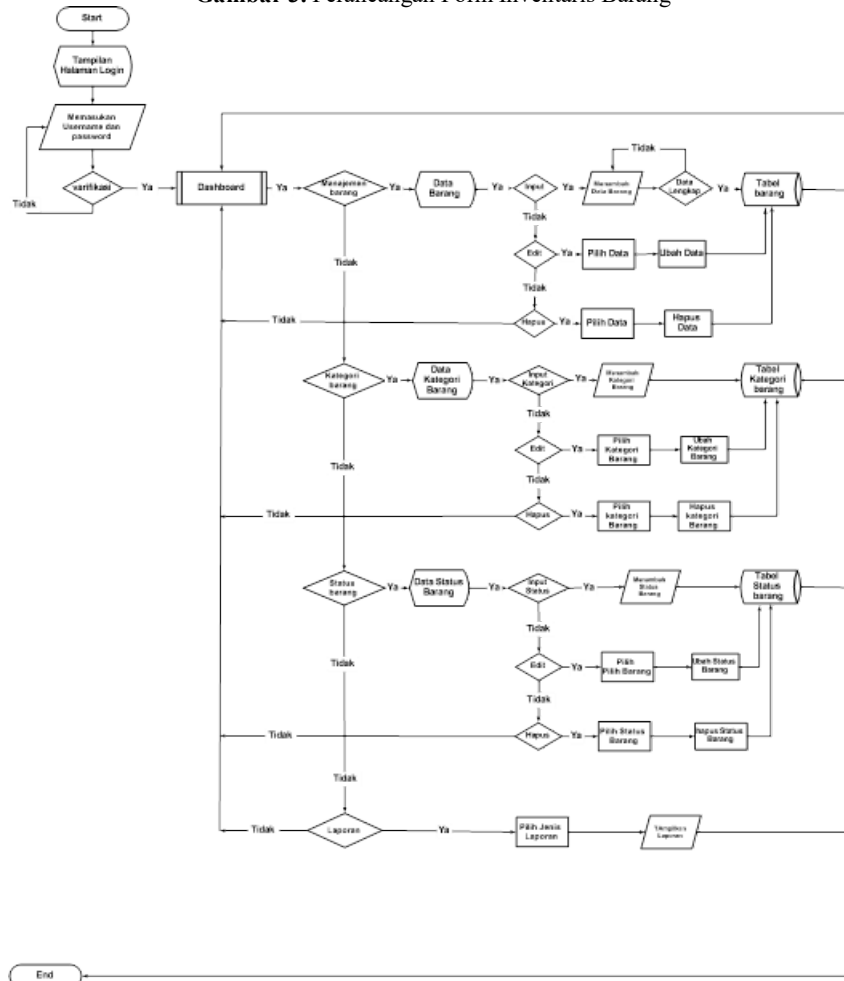 Gambar 3. Perancangan Form Inventaris Barang
Start
Tampilan
Halaman Login
Memasukan
Username dan
password
varifikasi
Ya
Tidak
Dashboard
Ya
Manajemen
barang
Ya
Data
Barang
Ya
Input
Ya
Menambah
Data Barang
Tidak
Data
Lengkap
Ya
Tabel
barang
Tidak
Edit
Ya
Pilih Data
Ubah Data
Tidak
Tidak
Hapus
Ya
Pilih Data
Hapus
Data
Tidak
Kategori
barang
Ya
Data
Kategori
Barang
Ya
Input
Kategori
Ya
Menambah
Kategori
Barang
Tabel
Kategori
barang
Tidak
Edit
Ya
Pilih
Kategori
Barang
Ubah
Kategori
Barang
Tidak
Tidak
Hapus
Ya
Pilih
kategori
Barang
Hapus
kategori
Barang
Tidak
Status
barang
Ya
Data Status
Barang
Ya
Input
Status
Ya
Menambah
Status
Barang
Tabel
Status
barang
Tidak
Edit
Ya
Pilih
Pilih Barang
Ubah Status
Barang
Tidak
Tidak
Hapus
Ya
Pilih Status
Barang
hapus Status
Barang
Tidak
Tidak
Laporan
Ya
Pilih Jenis
Laporan
TAmpilkan
Laporan
Tidak
End